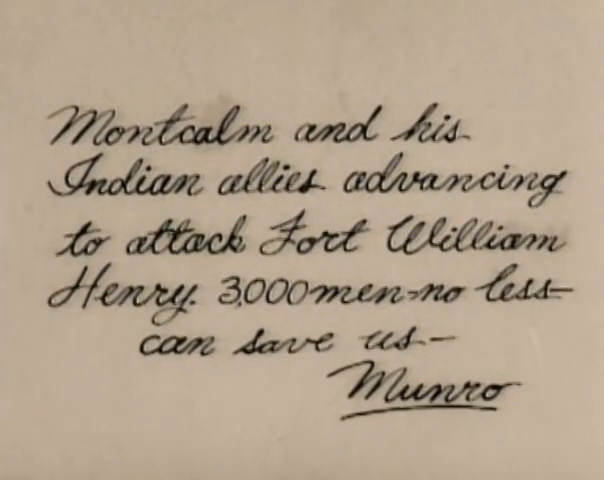 Montcalm and his
Indian allies advancing
to attack Fort William
Henry. 3,000 men-no less-
can save us-
Munro